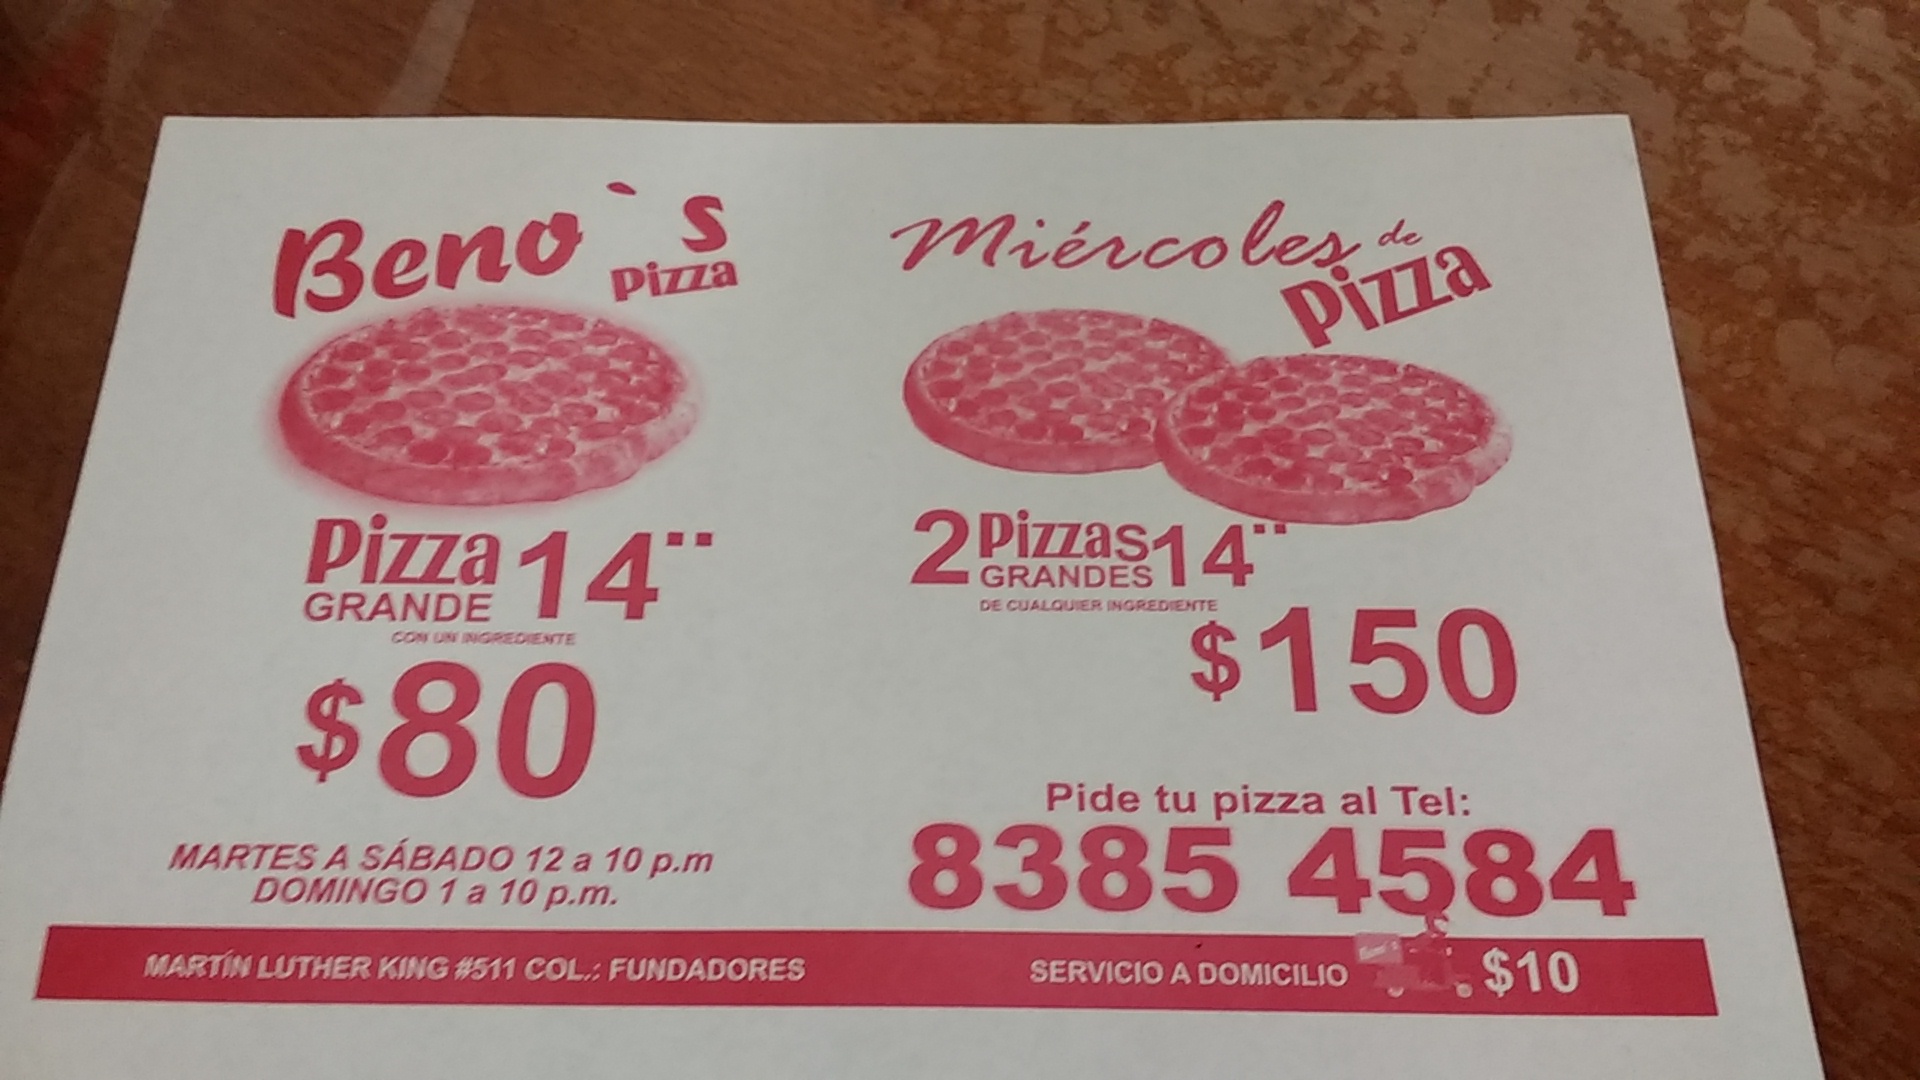 Beno`s
Pizza
Pizza 14¨
GRANDE
CON UN INGREDIENTE
$80
MARTES A SÁBADO 12 a 10 p.m
DOMINGO 1 a 10 p.m.
Miércoles de
Pizza
2 Pizzas 14¨
GRANDES
DE CUALQUIER INGREDIENTE
$150
Pide tu pizza al Tel:
8385 4584
MARTÍN LUTHER KING #511 COL.: FUNDADORES
SERVICIO A DOMICILIO $10